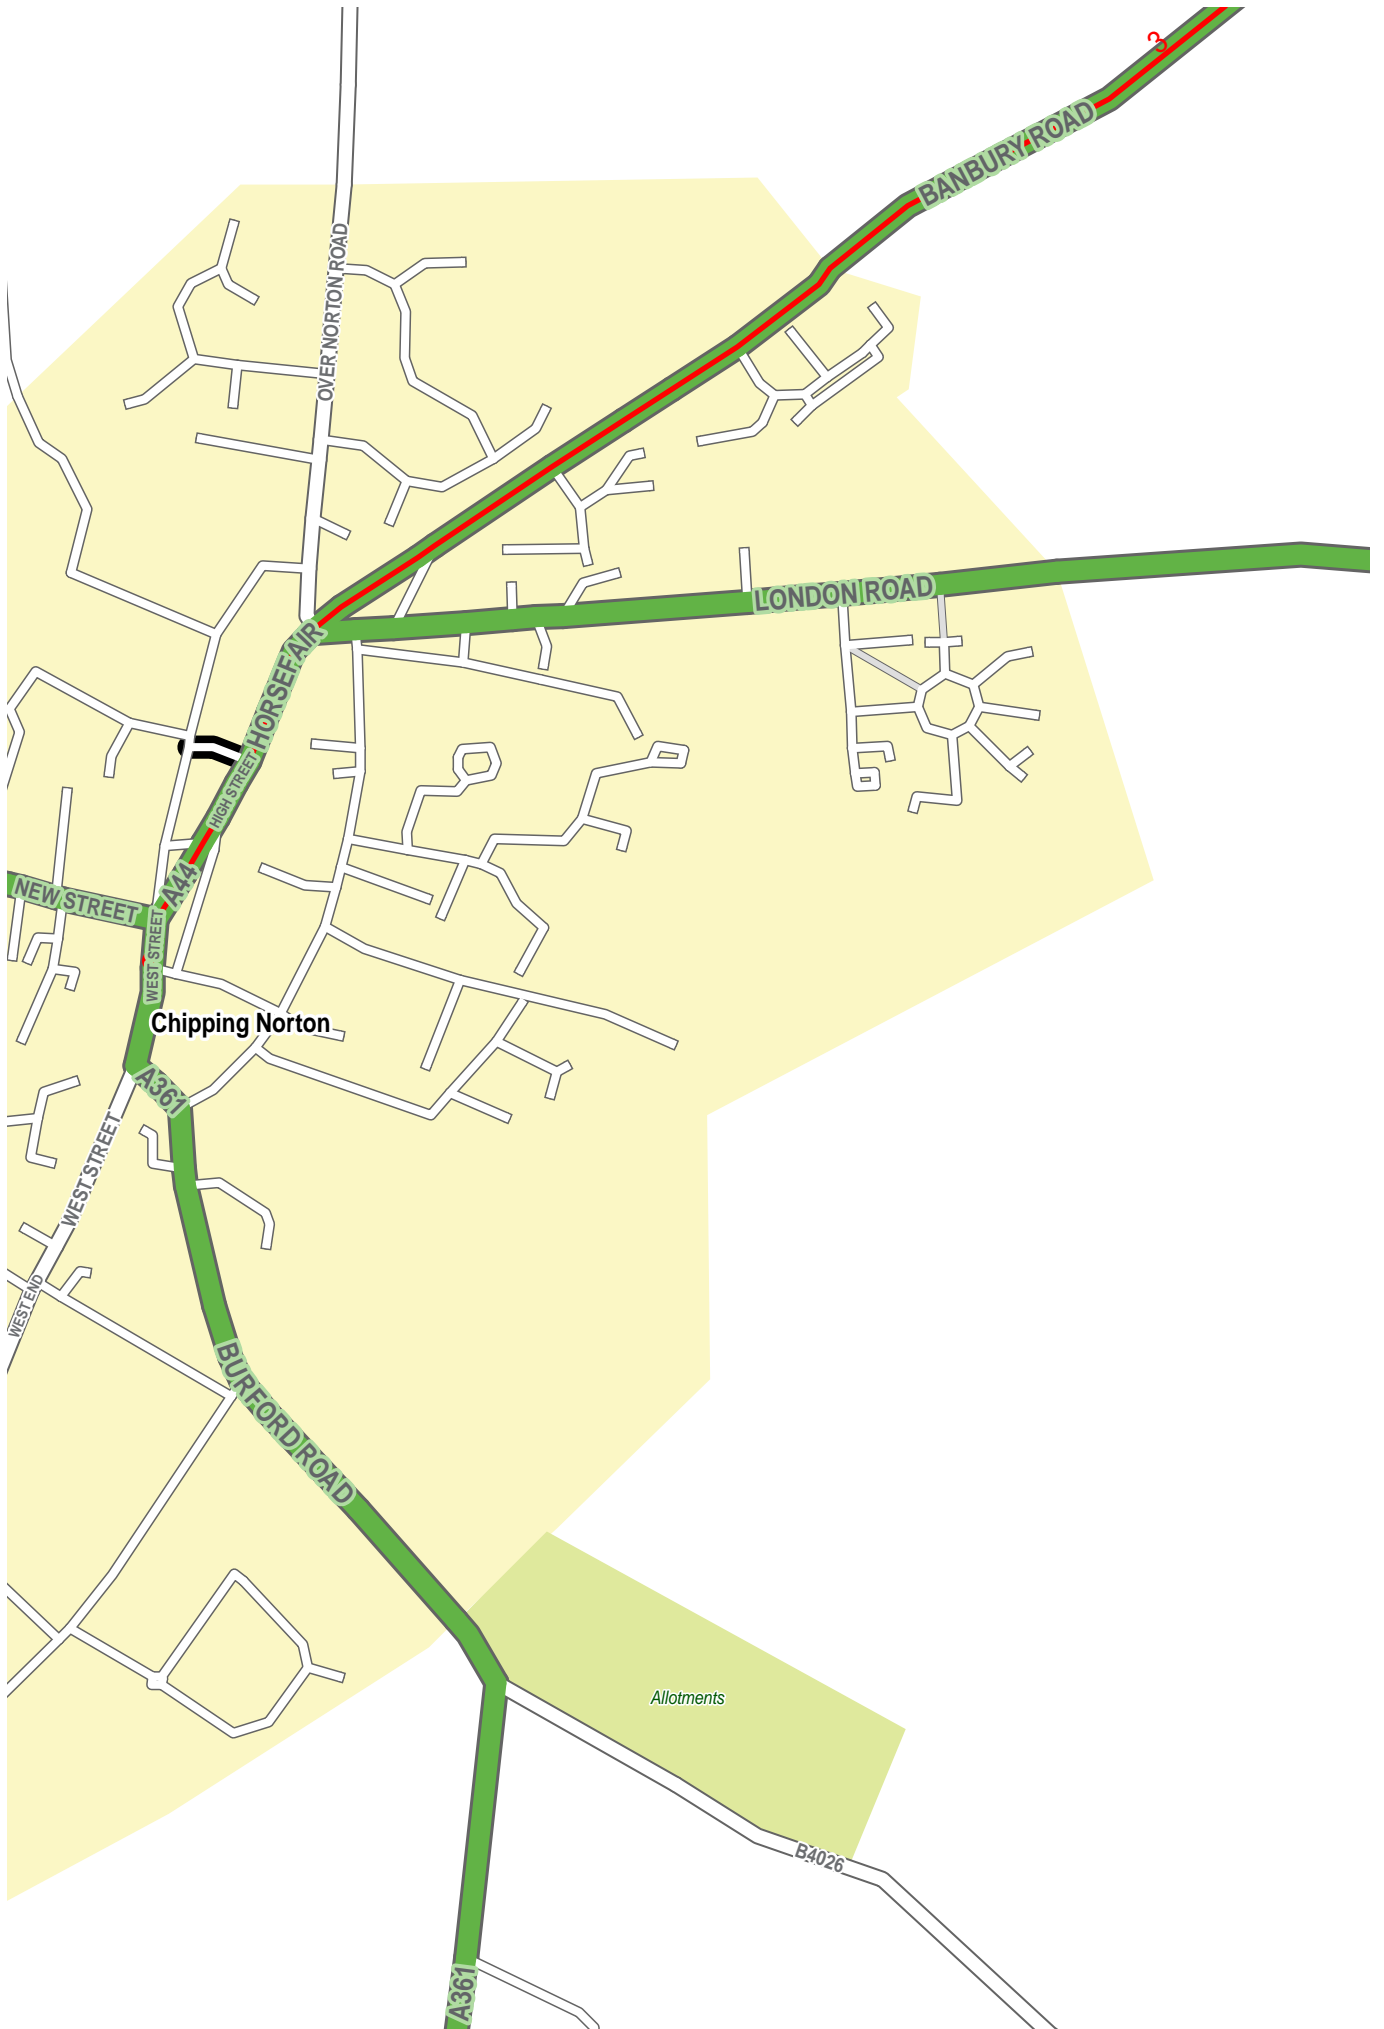 3
BANBURY ROAD
OVER NORTON ROAD
LONDON ROAD
HORSEFAIR
HIGH STREET
A44
NEW STREET
WEST STREET
Chipping Norton
A361
WEST STREET
WEST END
BURFORD ROAD
Allotments
B4026
A361